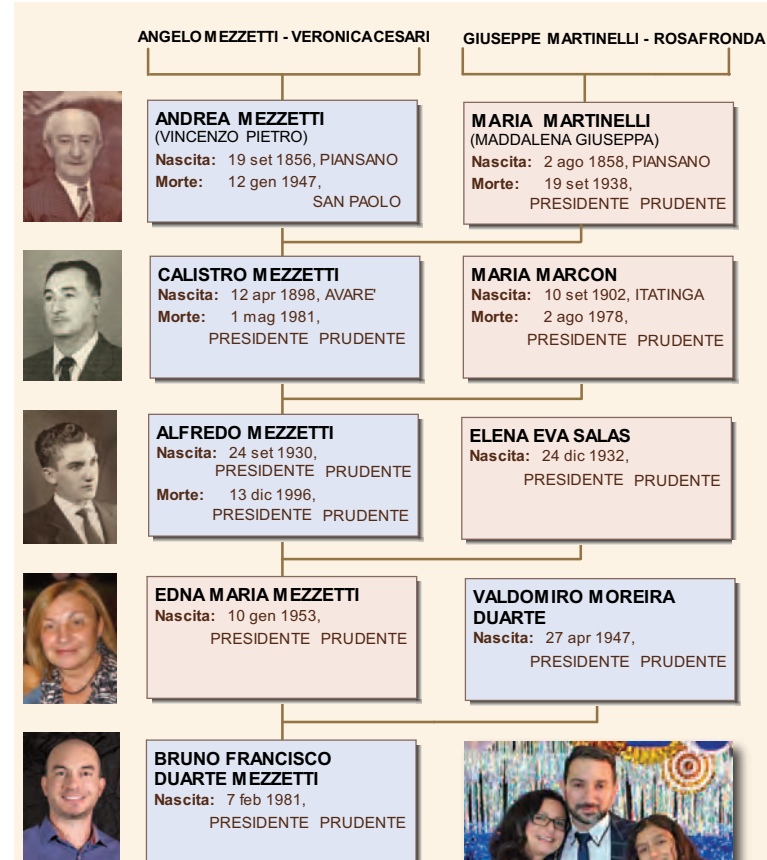 ANGELO MEZZETTI - VERONICA CESARI
GIUSEPPE MARTINELLI - ROSAFRONDA
ANDREA MEZZETTI
(VINCENZO PIETRO)
Nascita: 19 set 1856, PIANSANO
Morte: 12 gen 1947,
SAN PAOLO
MARIA MARTINELLI
(MADDALENA GIUSEPPA)
Nascita: 2 ago 1858, PIANSANO
Morte: 19 set 1938,
PRESIDENTE PRUDENTE
CALISTRO MEZZETTI
Nascita: 12 apr 1898, AVARE'
Morte: 1 mag 1981,
PRESIDENTE PRUDENTE
MARIA MARCON
Nascita: 10 set 1902, ITATINGA
Morte: 2 ago 1978,
PRESIDENTE PRUDENTE
ALFREDO MEZZETTI
Nascita: 24 set 1930,
PRESIDENTE PRUDENTE
Morte: 13 dic 1996,
PRESIDENTE PRUDENTE
ELENA EVA SALAS
Nascita: 24 dic 1932,
PRESIDENTE PRUDENTE
EDNA MARIA MEZZETTI
Nascita: 10 gen 1953,
PRESIDENTE PRUDENTE
VALDOMIRO MOREIRA
DUARTE
Nascita: 27 apr 1947,
PRESIDENTE PRUDENTE
BRUNO FRANCISCO
DUARTE MEZZETTI
Nascita: 7 feb 1981,
PRESIDENTE PRUDENTE